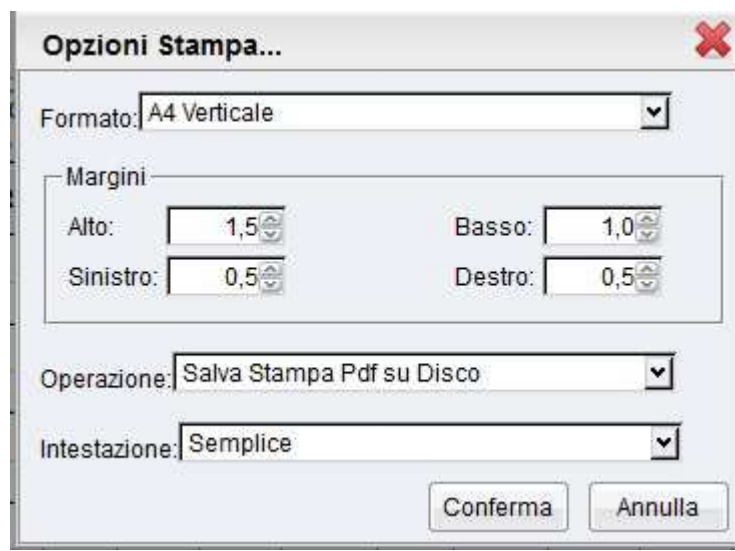 Opzioni Stampa...
Formato: A4 Verticale
Margini
Alto: 1,5 Basso: 1,0
Sinistro: 0,5 Destro: 0,5
Operazione: Salva Stampa Pdf su Disco
Intestazione: Semplice
Conferma Annulla